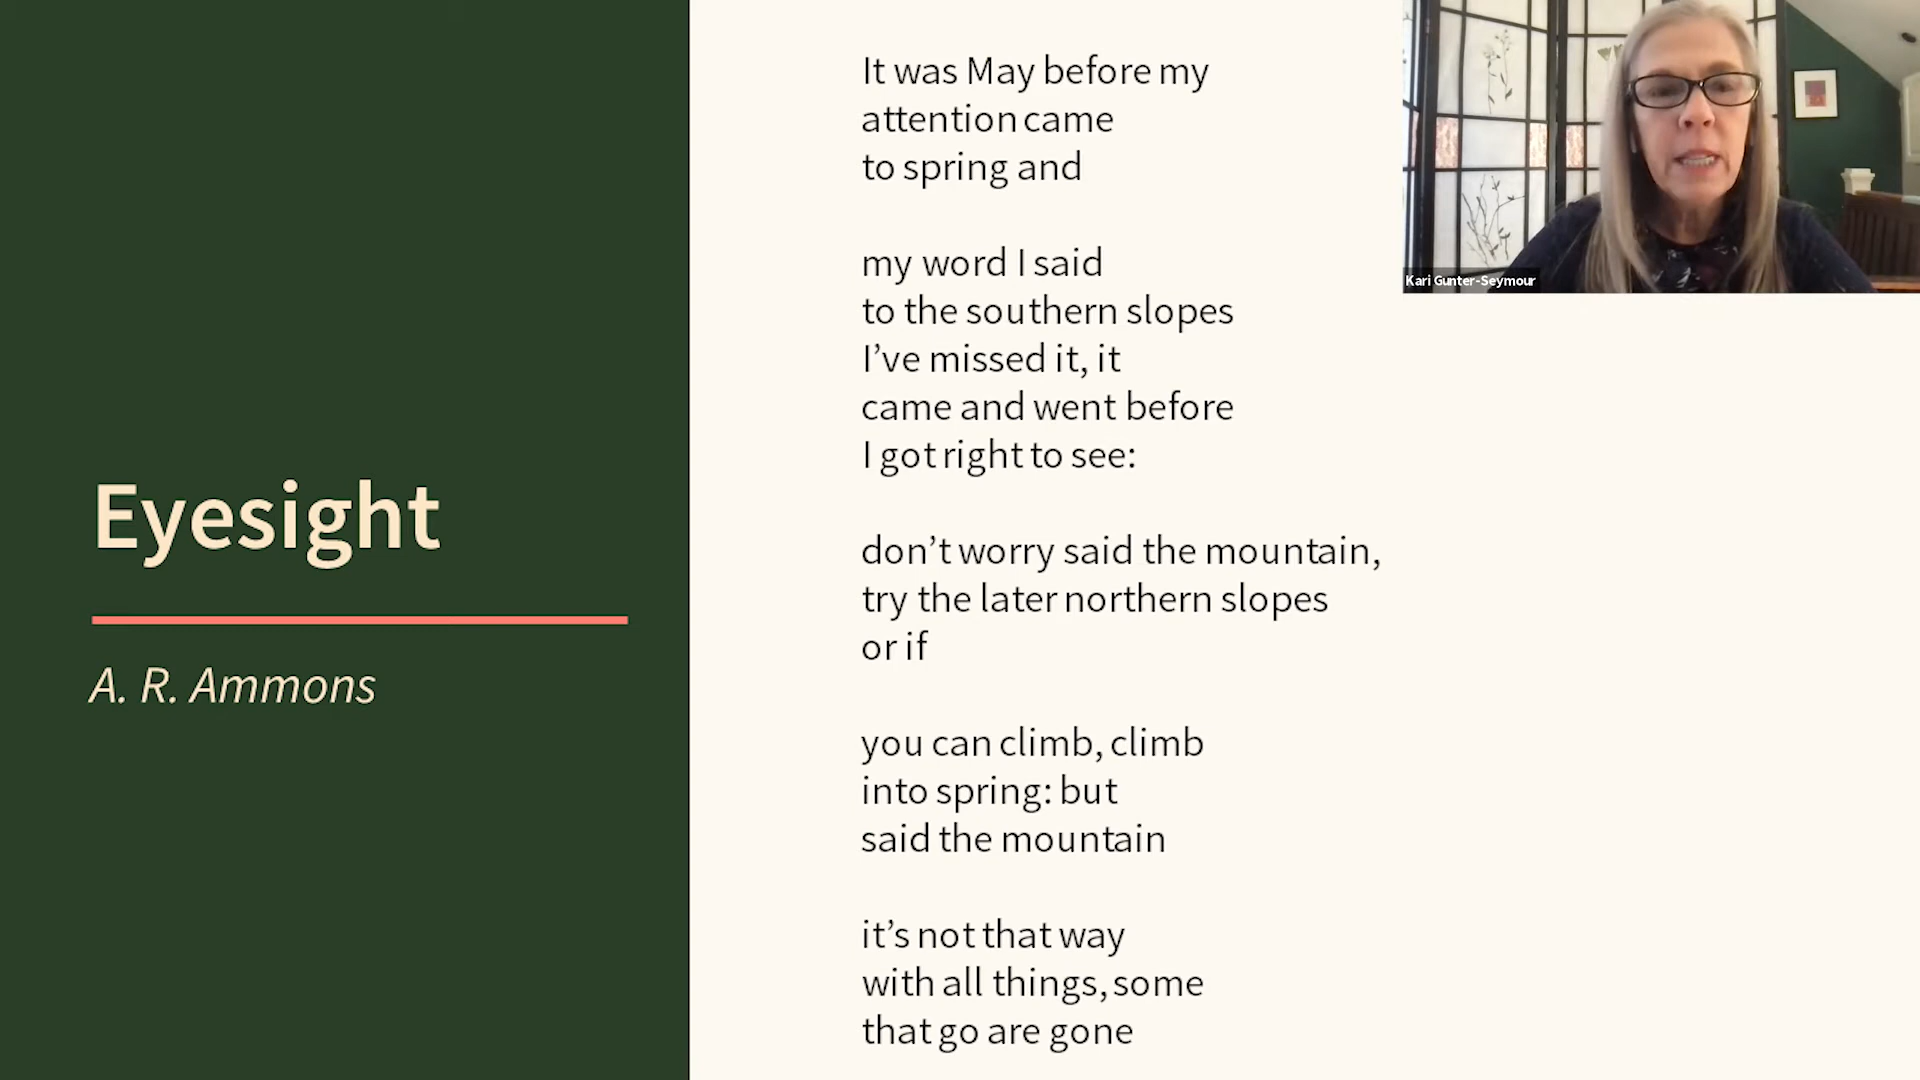 Eyesight
A. R. Ammons
It was May before my
attention came
to spring and
my word I said
to the southern slopes
I’ve missed it, it
came and went before
I got right to see:
don’t worry said the mountain,
try the later northern slopes
or if
you can climb, climb
into spring: but
said the mountain
it’s not that way
with all things, some
that go are gone
Kari Gunter-Seymour